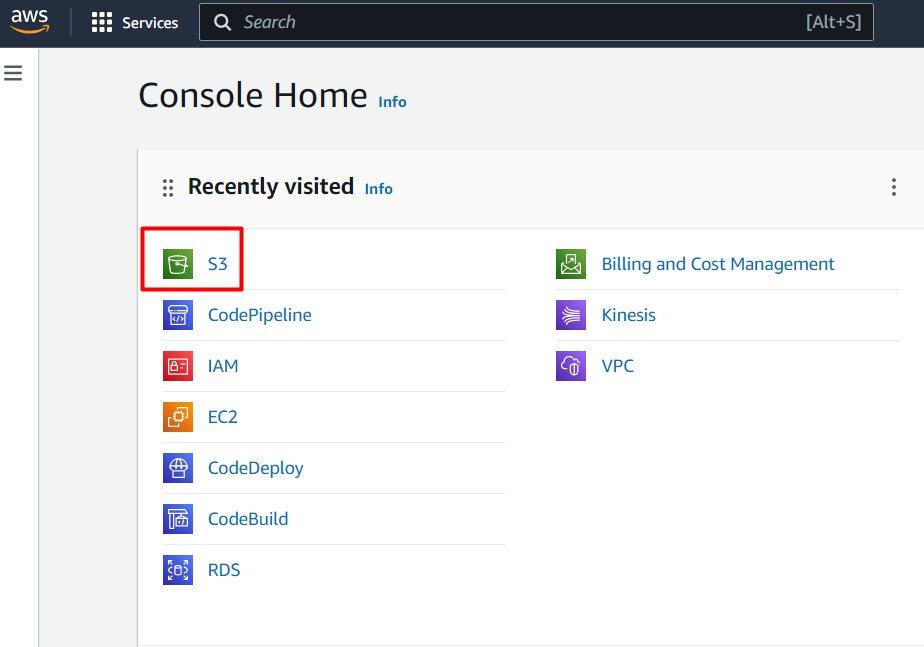 aws
Services
Search [Alt+S]
Console Home Info
Recently visited Info
S3
CodePipeline
IAM
EC2
CodeDeploy
CodeBuild
RDS
Billing and Cost Management
Kinesis
VPC